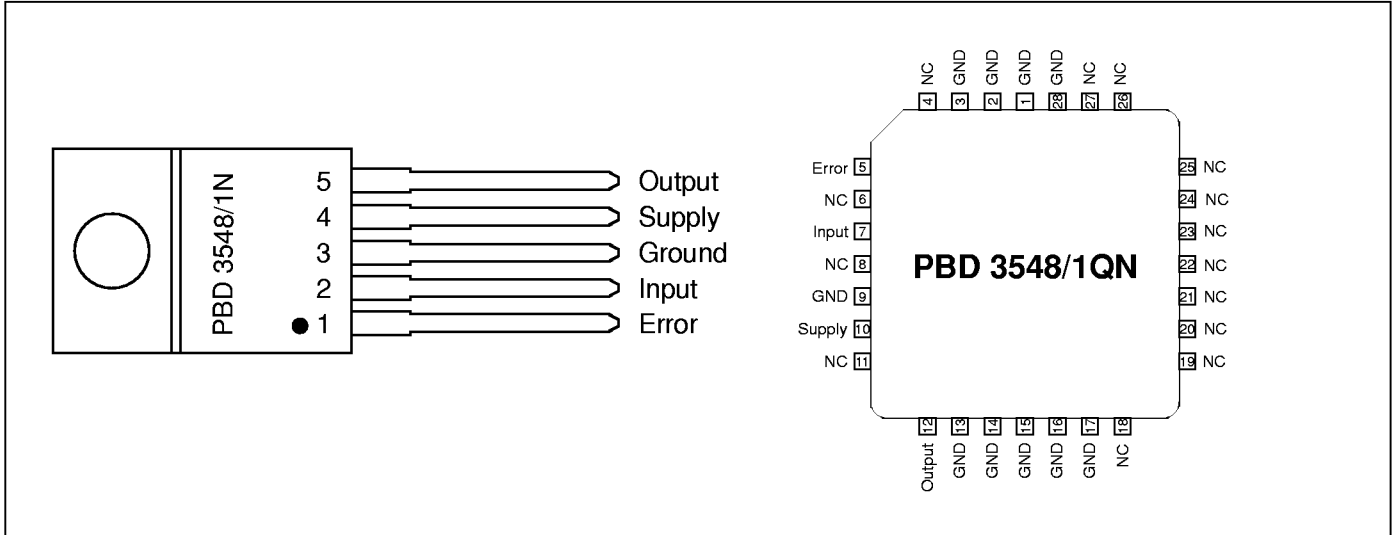 PBD 3548/1N
5 Output
4 Supply
3 Ground
2 Input
1 Error
NC GND GND GND GND NC NC
4 3 2 1 28 27 26
Error 5
NC 6
Input 7
NC 8
GND 9
Supply 10
NC 11
PBD 3548/1QN
25 NC
24 NC
23 NC
22 NC
21 NC
20 NC
19 NC
12 13 14 15 16 17 18
Output GND GND GND GND GND NC